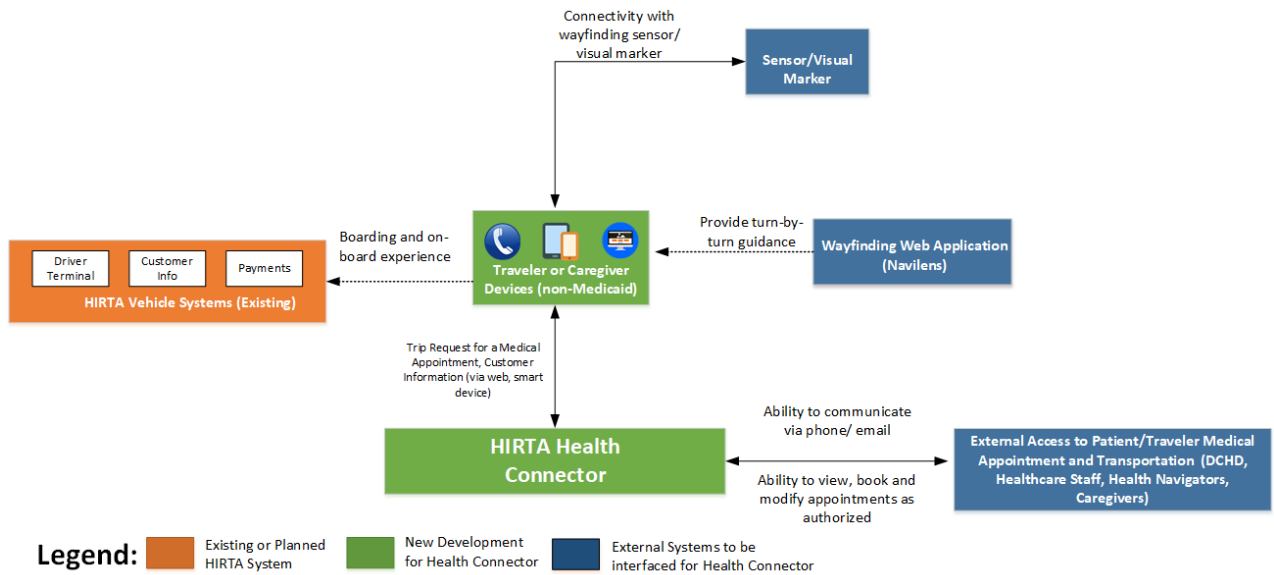 Connectivity with
wayfinding sensor/
visual marker
Sensor/Visual
Marker
Driver
Terminal
Customer
Info
Payments
HIRTA Vehicle Systems (Existing)
Boarding and on-
board experience
Traveler or Caregiver
Devices (non-Medicaid)
Provide turn-by-
turn guidance
Wayfinding Web Application
(Navilens)
Trip Request for a Medical
Appointment, Customer
Information (via web, smart
device)
HIRTA Health
Connector
Ability to communicate
via phone/ email
Ability to view, book and
modify appointments as
authorized
External Access to Patient/Traveler Medical
Appointment and Transportation (DCHD,
Healthcare Staff, Health Navigators,
Caregivers)
Legend:
Existing or Planned
HIRTA System
New Development
for Health Connector
External Systems to be
interfaced for Health Connector